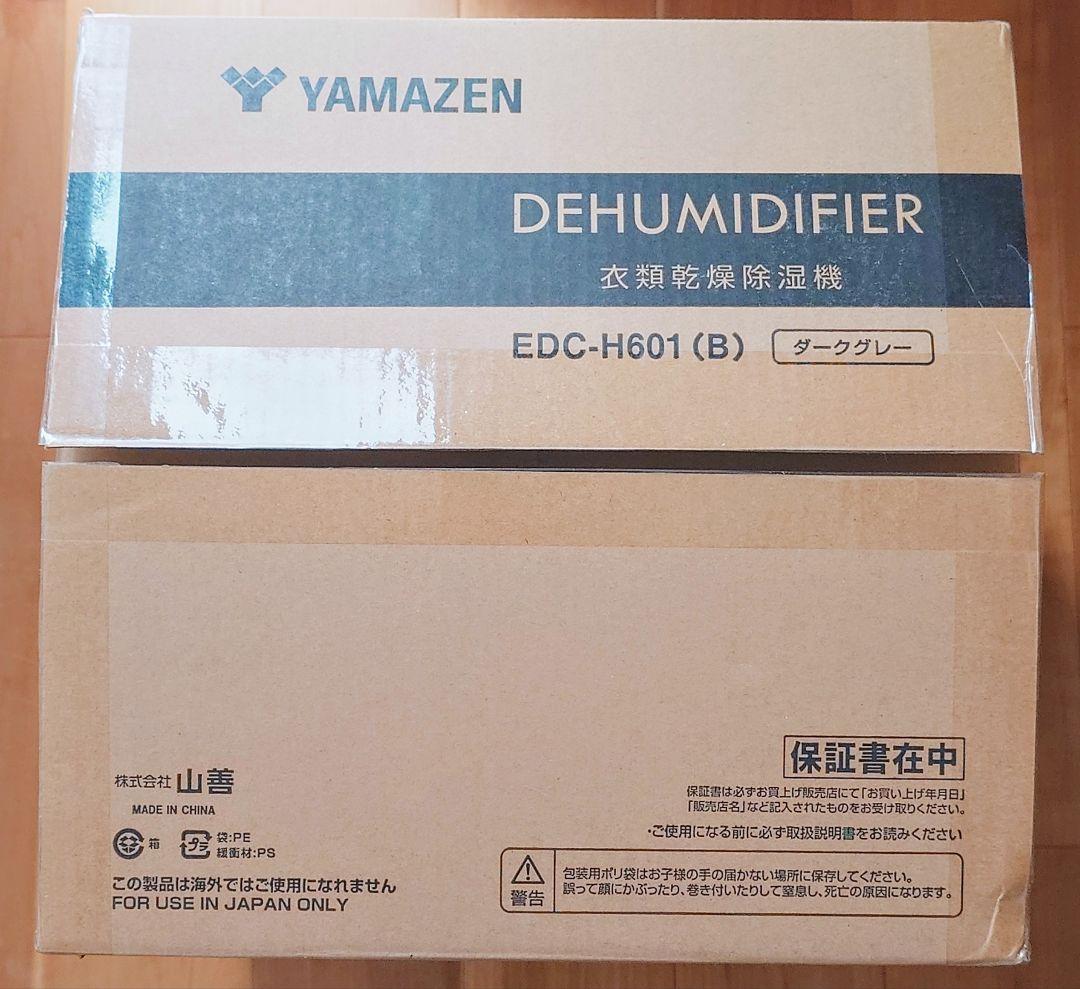 YAMAZEN
DEHUMIDIFIER
衣類乾燥除湿機
EDC-H601(B) ダークグレー
保証書在中
保証書は必ずお買上げ販売店にて「お買い上げ年月日」
「販売店名」など記入されたものをお受け取りください。
・ご使用になる前に必ず取扱説明書をお読みください
株式会社 山善
MADE IN CHINA
箱 プラ 袋:PE
緩衝材:PS
この製品は海外ではご使用になれません
FOR USE IN JAPAN ONLY
警告
包装用ポリ袋はお子様の手の届かない場所に保存してください。
誤って顔にかぶったり、巻き付いたりして窒息し、死亡の原因になります。